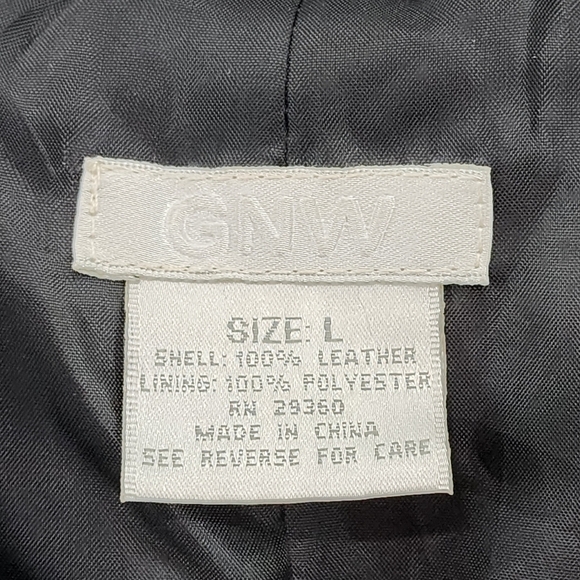 GNW
SIZE: L
SHELL: 100% LEATHER
LINING: 100% POLYESTER
RN 29360
MADE IN CHINA
SEE REVERSE FOR CARE